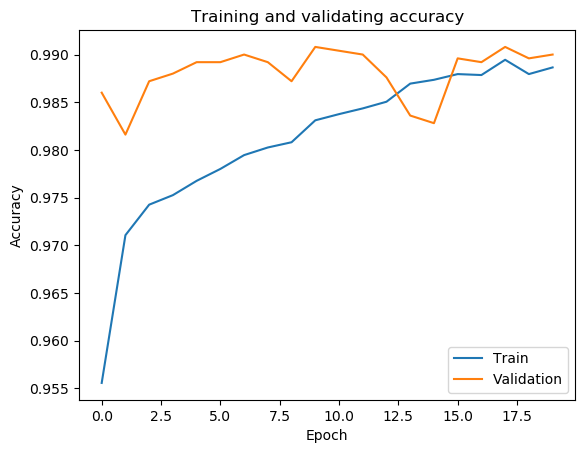 Training and validating accuracy
0.990
0.985
0.980
0.975
0.970
0.965
0.960
0.955
Accuracy
0.0 2.5 5.0 7.5 10.0 12.5 15.0 17.5
Epoch
Train
Validation